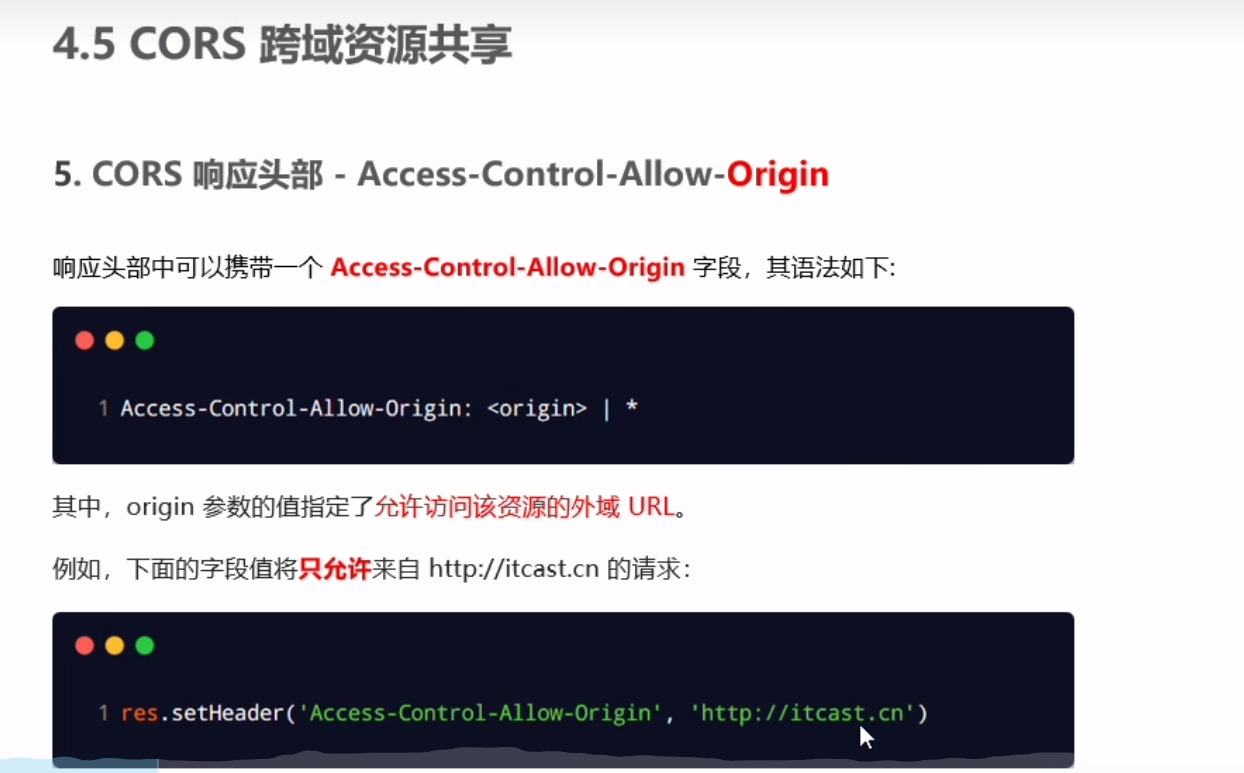 4.5 CORS 跨域资源共享
5. CORS 响应头部 - Access-Control-Allow-Origin
响应头部中可以携带一个 Access-Control-Allow-Origin 字段，其语法如下:
1 Access-Control-Allow-Origin: <origin> | *
其中，origin 参数的值指定了允许访问该资源的外域 URL。
例如，下面的字段值将只允许来自 http://itcast.cn 的请求：
1 res.setHeader('Access-Control-Allow-Origin', 'http://itcast.cn')